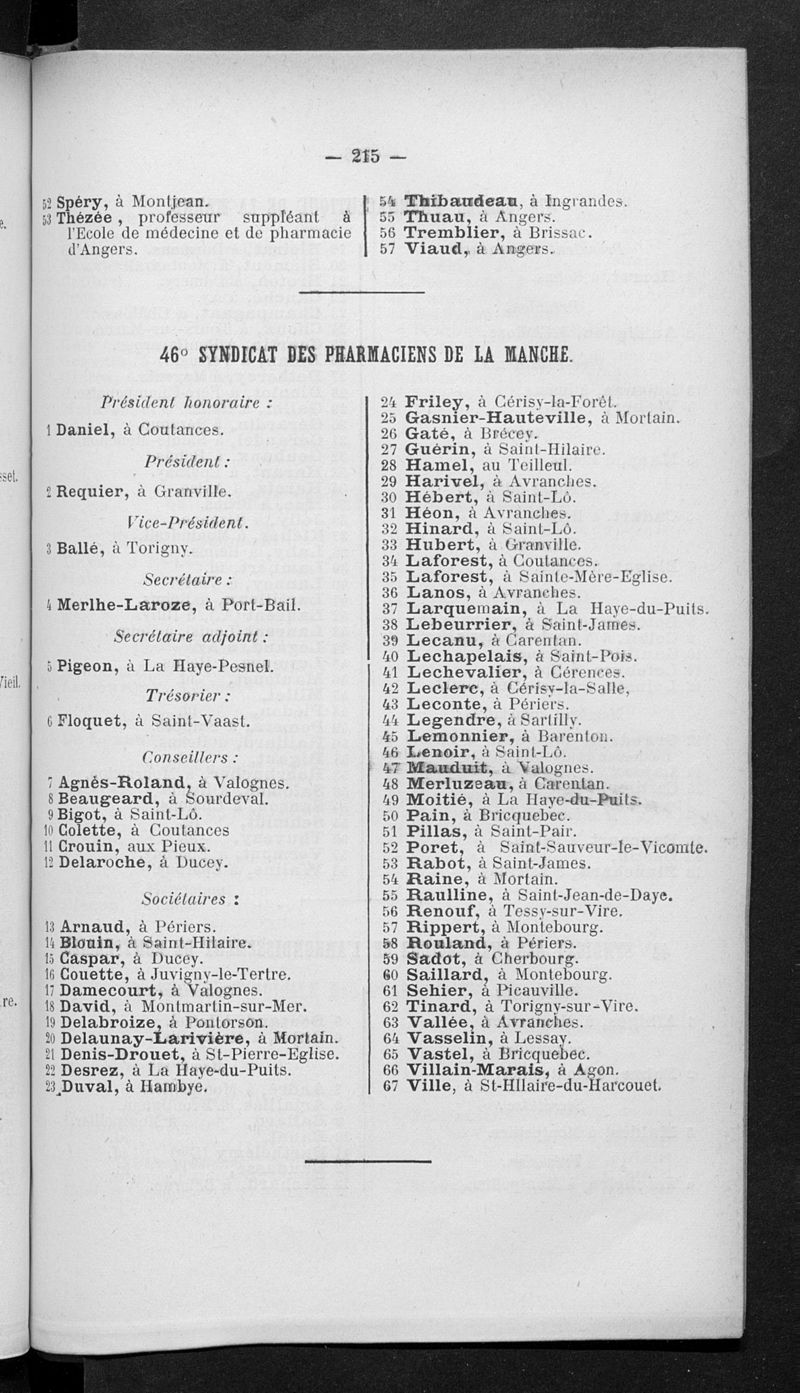 — 215 —
52 Spéry, à Montjean.
53 Thézée, professeur suppléant à
l'Ecole de médecine et de pharmacie
d'Angers.
54 Thibaudeau, à Ingrandes.
55 Thuau, à Angers.
56 Tremblier, à Brissac.
57 Viaud, à Angers.
46° SYNDICAT DES PHARMACIENS DE LA MANCHE.
Président honoraire :
1 Daniel, à Coutances.
Président :
2 Requier, à Granville.
Vice-Président.
3 Ballé, à Torigny.
Secrétaire :
4 Merlhe-Laroze, à Port-Bail.
Secrétaire adjoint :
5 Pigeon, à La Haye-Pesnel.
Trésorier :
6 Floquet, à Saint-Vaast.
Conseillers :
7 Agnès-Roland, à Valognes.
8 Beaugeard, à Sourdeval.
9 Bigot, à Saint-Lô.
10 Colette, à Coutances
11 Crouin, aux Pieux.
12 Delaroche, à Ducey.
Sociétaires :
13 Arnaud, à Périers.
14 Blouin, à Saint-Hilaire.
15 Caspar, à Ducey.
16 Couette, à Juvigny-le-Tertre.
17 Damecourt, à Valognes.
18 David, à Montmartin-sur-Mer.
19 Delabroize, à Pontorson.
20 Delaunay-Larivière, à Mortain.
21 Denis-Drouet, à St-Pierre-Eglise.
22 Desrez, à La Haye-du-Puits.
23 Duval, à Hambye.
24 Friley, à Cérisy-la-Forêt.
25 Gasnier-Hauteville, à Mortain.
26 Gaté, à Brécey.
27 Guérin, à Saint-Hilaire.
28 Hamel, au Teilleul.
29 Harivel, à Avranches.
30 Hébert, à Saint-Lô.
31 Héon, à Avranches.
32 Hinard, à Saint-Lô.
33 Hubert, à Granville.
34 Laforest, à Coutances.
35 Laforest, à Sainte-Mère-Eglise.
36 Lanos, à Avranches.
37 Larquemain, à La Haye-du-Puits.
38 Lebeurrier, à Saint-James.
39 Lecanu, à Carentan.
40 Lechapelais, à Saint-Pois.
41 Lechevalier, à Cérences.
42 Leclerc, à Cérisy-la-Salle,
43 Leconte, à Périers.
44 Legendre, à Sartilly.
45 Lemonnier, à Barenton.
46 Lenoir, à Saint-Lô.
47 Mauduit, à Valognes.
48 Merluzeau, à Carentan.
49 Moitié, à La Haye-du-Puits.
50 Pain, à Bricquebec.
51 Pillas, à Saint-Pair.
52 Poret, à Saint-Sauveur-le-Vicomte.
53 Rabot, à Saint-James.
54 Raine, à Mortain.
55 Raulline, à Saint-Jean-de-Daye.
56 Renouf, à Tessy-sur-Vire.
57 Rippert, à Montebourg.
58 Rouland, à Périers.
59 Sadot, à Cherbourg.
60 Saillard, à Montebourg.
61 Sehier, à Picauville.
62 Tinard, à Torigny-sur-Vire.
63 Vallée, à Avranches.
64 Vasselin, à Lessay.
65 Vastel, à Bricquebec.
66 Villain-Marais, à Agon.
67 Ville, à St-HIlaire-du-Harcouet.